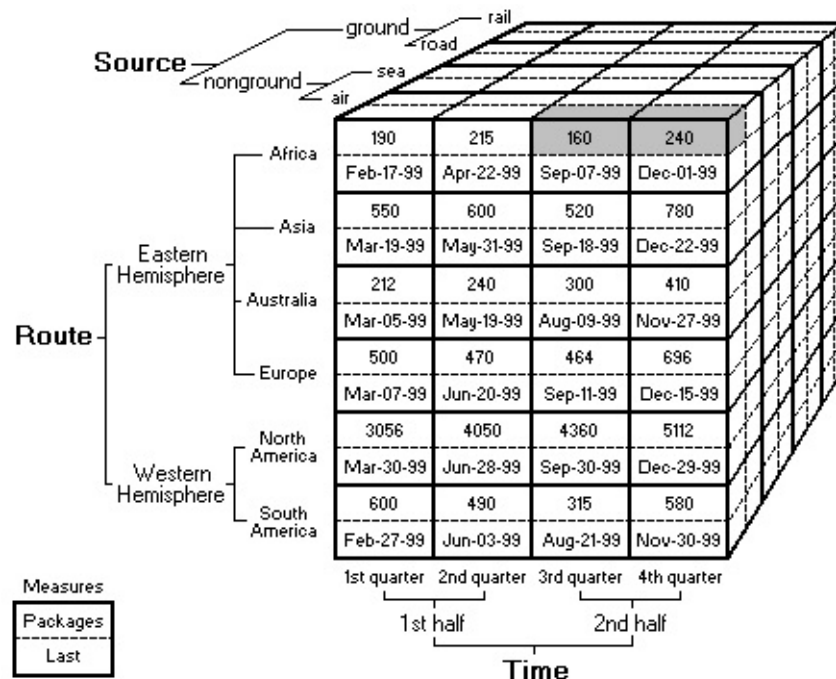 ground
rail
road
Source
nonground
sea
air
190 215 160 240
Africa
Feb-17-99 Apr-22-99 Sep-07-99 Dec-01-99
550 600 520 780
Asia
Mar-19-99 May-31-99 Sep-18-99 Dec-22-99
Eastern
Hemisphere
212 240 300 410
Australia
Mar-05-99 May-19-99 Aug-09-99 Nov-27-99
Route
500 470 464 696
Europe
Mar-07-99 Jun-20-99 Sep-11-99 Dec-15-99
3056 4050 4360 5112
North
America
Mar-30-99 Jun-28-99 Sep-30-99 Dec-29-99
Western
Hemisphere
600 490 315 580
South
America
Feb-27-99 Jun-03-99 Aug-21-99 Nov-30-99
1st quarter 2nd quarter 3rd quarter 4th quarter
Measures
Packages
Last
1st half 2nd half
Time